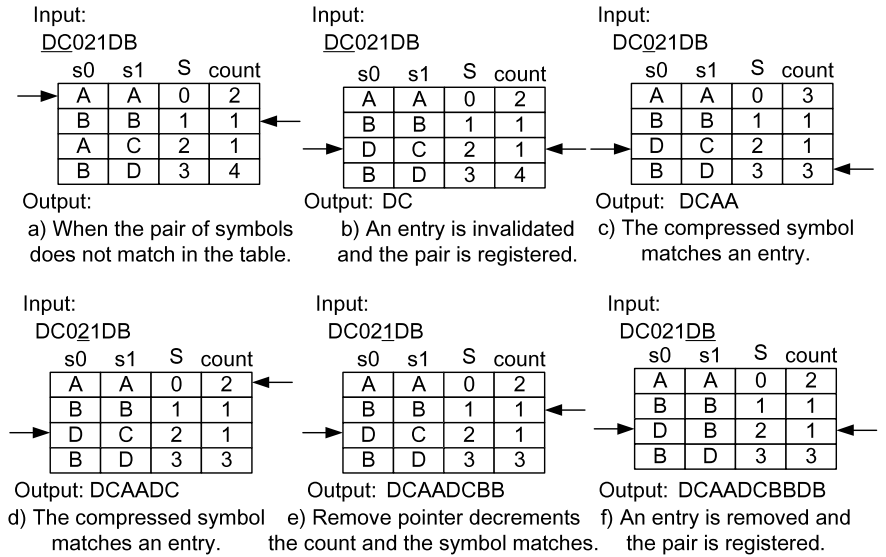 Input:
DC021DB
s0 s1 S count
A A 0 2
B B 1 1
A C 2 1
B D 3 4
Output:
a) When the pair of symbols
does not match in the table.
Input:
DC021DB
s0 s1 S count
A A 0 2
B B 1 1
D C 2 1
B D 3 4
Output: DC
b) An entry is invalidated
and the pair is registered.
Input:
DC021DB
s0 s1 S count
A A 0 3
B B 1 1
D C 2 1
B D 3 3
Output: DCAA
c) The compressed symbol
matches an entry.
Input:
DC021DB
s0 s1 S count
A A 0 2
B B 1 1
D C 2 1
B D 3 3
Output: DCAADC
d) The compressed symbol
matches an entry.
Input:
DC021DB
s0 s1 S count
A A 0 2
B B 1 1
D C 2 1
B D 3 3
Output: DCAADCBB
e) Remove pointer decrements
the count and the symbol matches.
Input:
DC021DB
s0 s1 S count
A A 0 2
B B 1 1
D B 2 1
B D 3 3
Output: DCAADCBBDB
f) An entry is removed and
the pair is registered.